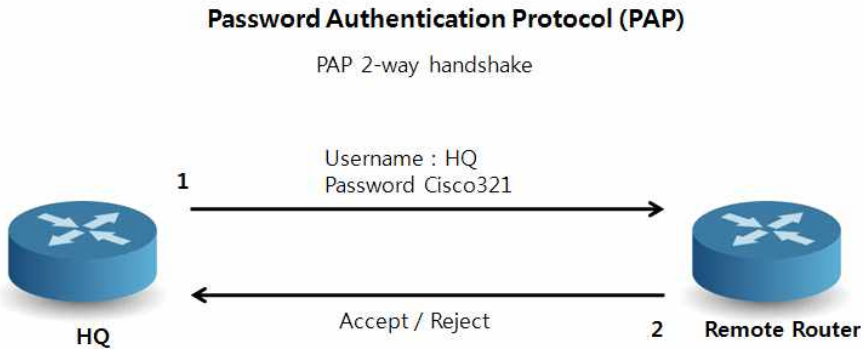 Password Authentication Protocol (PAP)
PAP 2-way handshake
Username : HQ
Password Cisco321
1
Accept / Reject
2
HQ
Remote Router